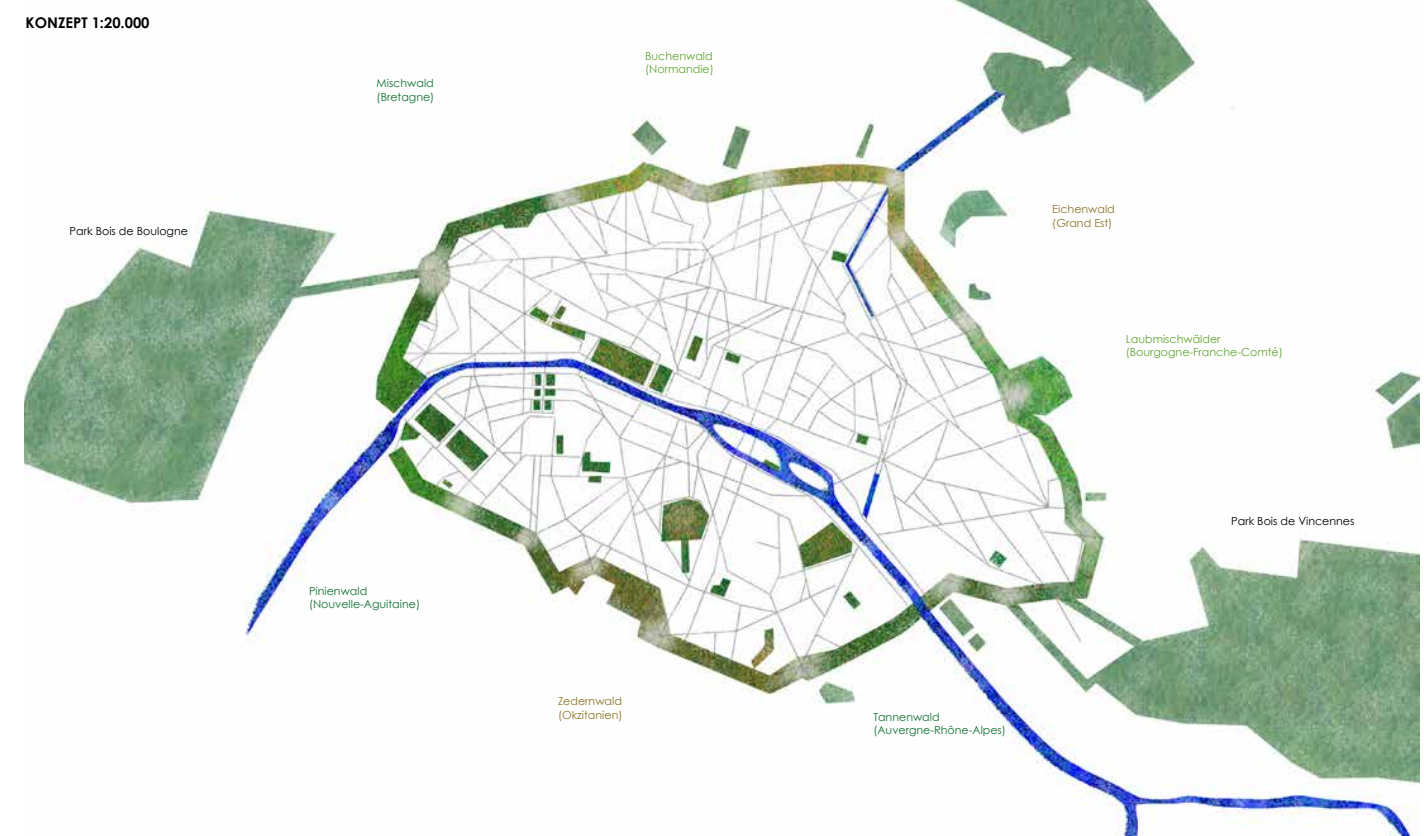 KONZEPT 1:20.000
Buchenwald
(Normandie)
Mischwald
(Bretagne)
Eichenwald
(Grand Est)
Park Bois de Boulogne
Laubmischwälder
(Bourgogne-Franche-Comté)
Park Bois de Vincennes
Pinienwald
(Nouvelle-Aguitaine)
Zedernwald
(Okzitanien)
Tannenwald
(Auvergne-Rhône-Alpes)